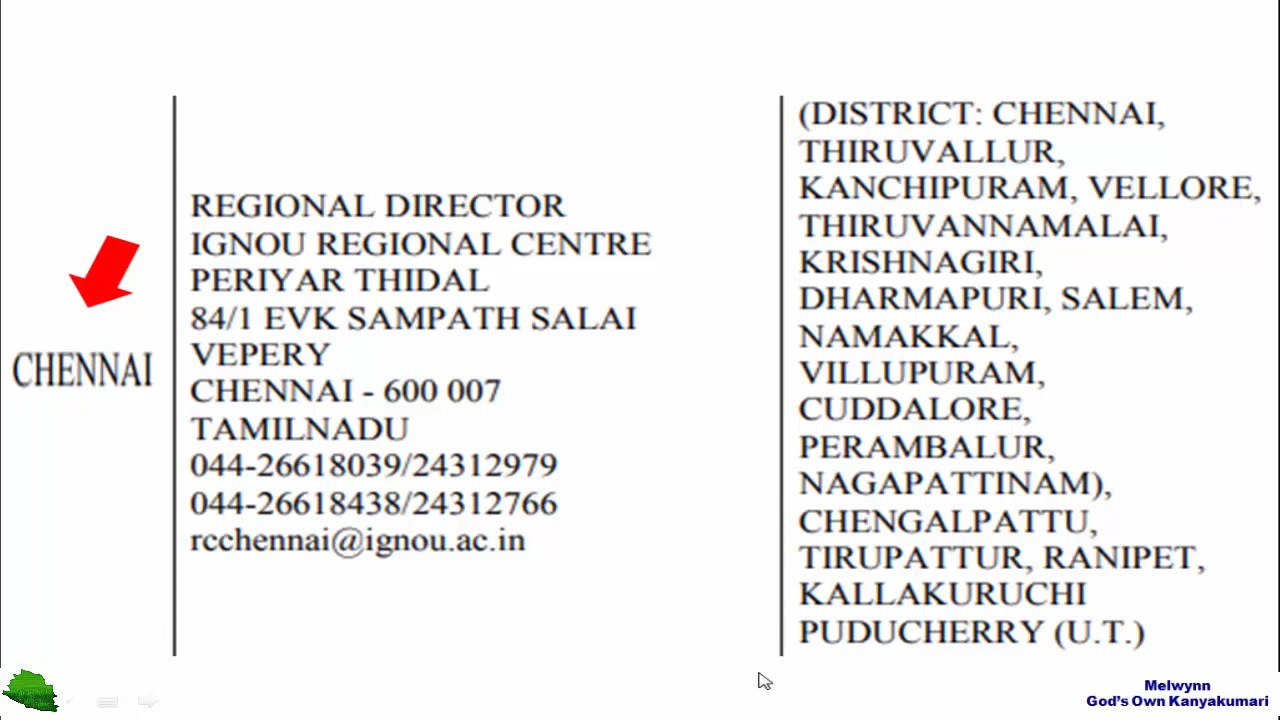 CHENNAI
REGIONAL DIRECTOR
IGNOU REGIONAL CENTRE
PERIYAR THIDAL
84/1 EVK SAMPATH SALAI
VEPERY
CHENNAI - 600 007
TAMILNADU
044-26618039/24312979
044-26618438/24312766
rcchennai@ignou.ac.in
(DISTRICT: CHENNAI,
THIRUVALLUR,
KANCHIPURAM, VELLORE,
THIRUVANNAMALAI,
KRISHNAGIRI,
DHARMAPURI, SALEM,
NAMAKKAL,
VILLUPURAM,
CUDDALORE,
PERAMBALUR,
NAGAPATTINAM),
CHENGALPATTU,
TIRUPATTUR, RANIPET,
KALLAKURUCHI
PUDUCHERRY (U.T.)
Melwynn
God's Own Kanyakumari